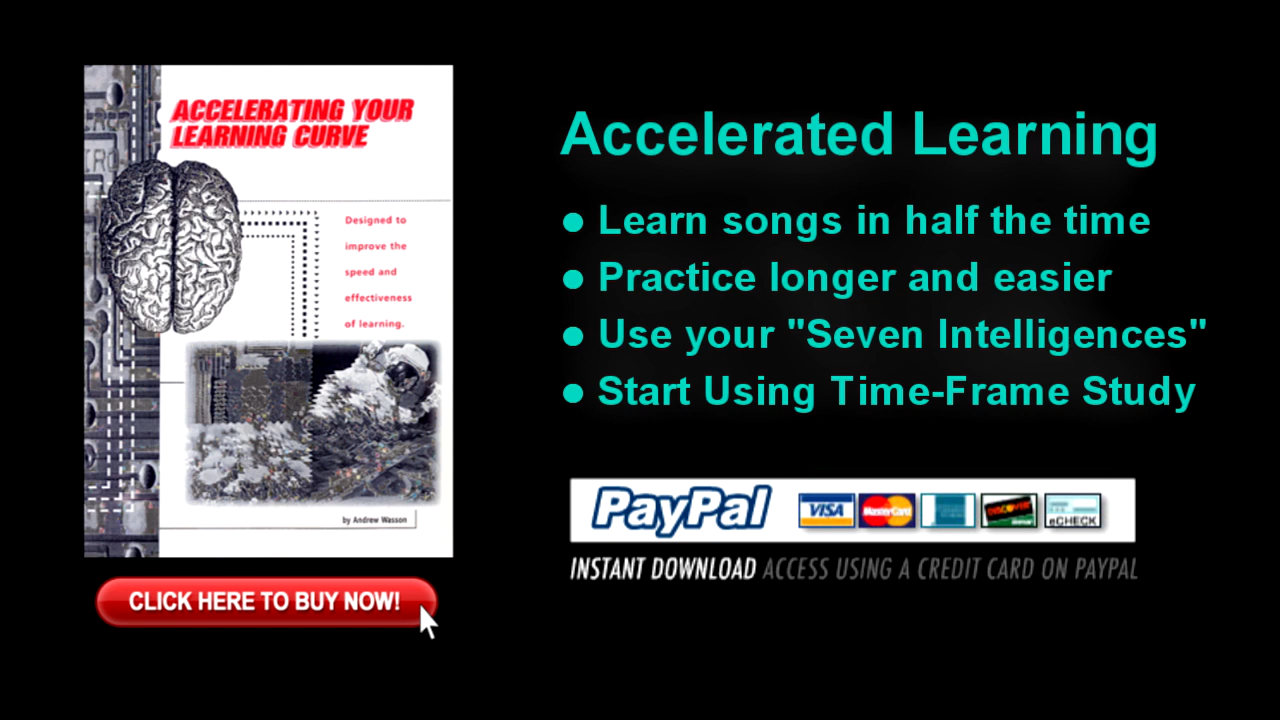 ACCELERATING YOUR
LEARNING CURVE
Designed to
improve the
speed and
effectiveness
of learning.
by Andrew Wasson
CLICK HERE TO BUY NOW!
Accelerated Learning
● Learn songs in half the time
● Practice longer and easier
● Use your "Seven Intelligences"
● Start Using Time-Frame Study
PayPal VISA MasterCard DISCOVER eCHECK
INSTANT DOWNLOAD ACCESS USING A CREDIT CARD ON PAYPAL